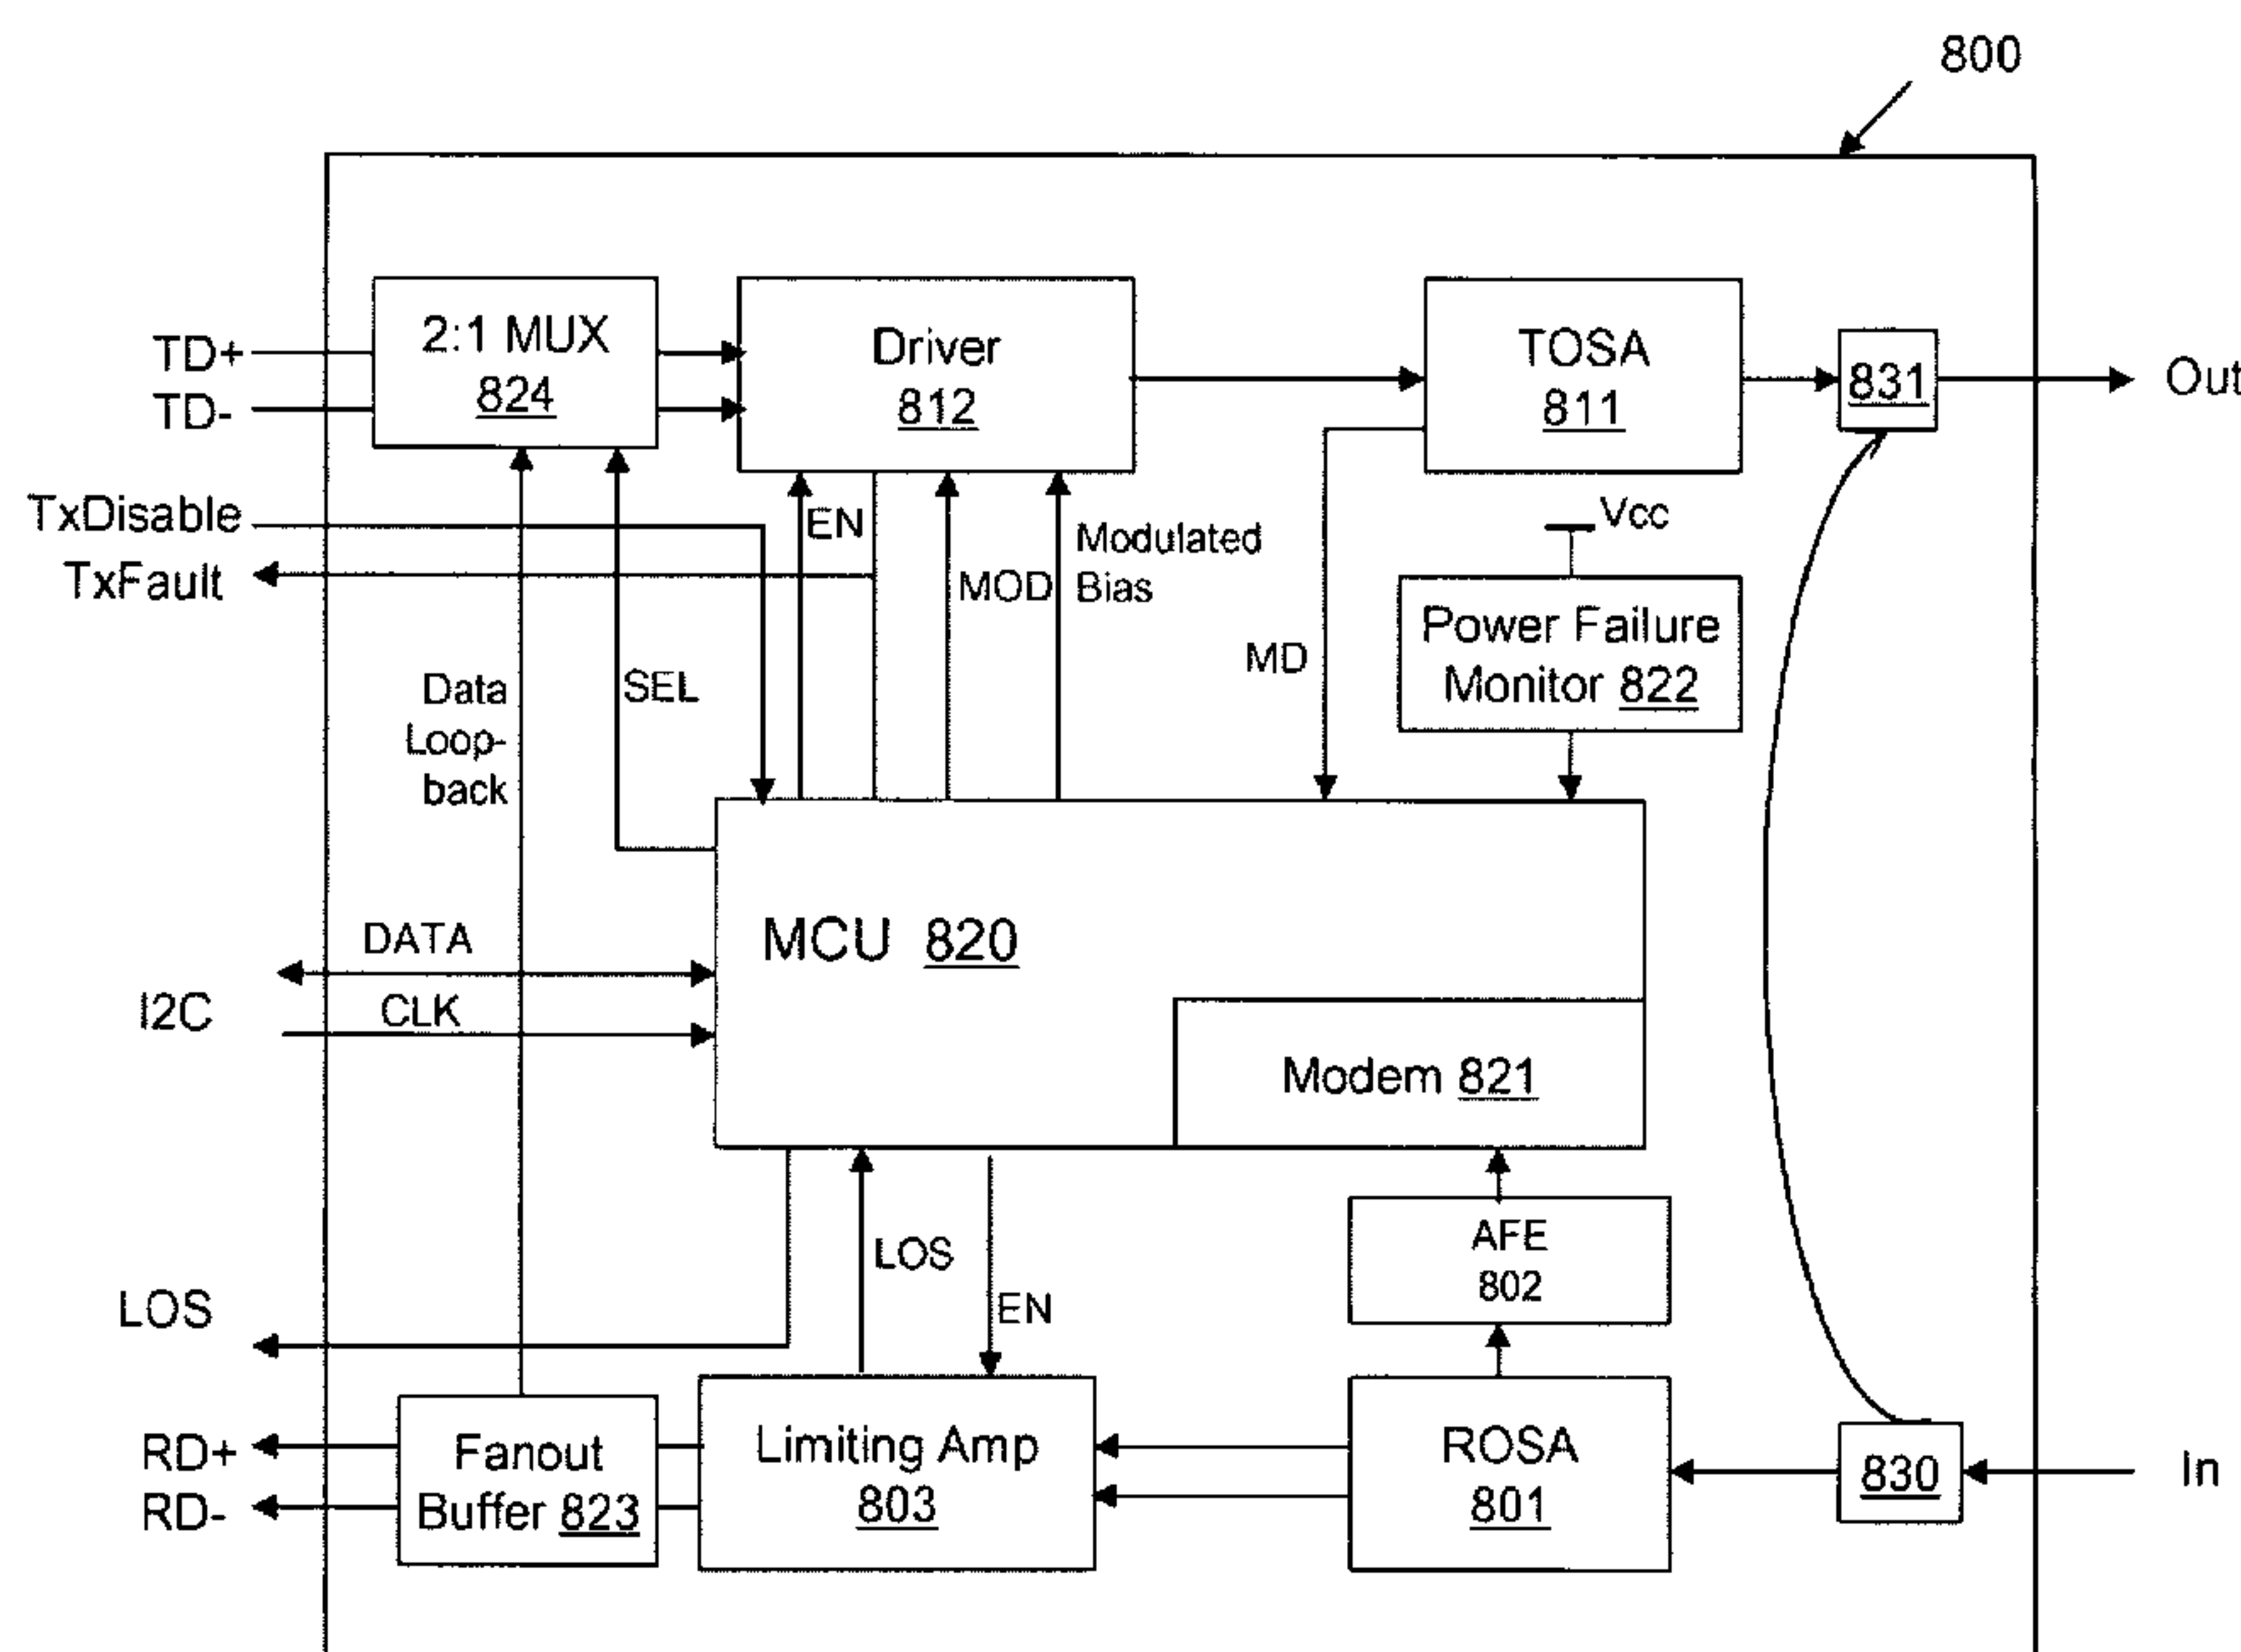 800
2:1 MUX
824
Driver
812
TOSA
811
831
TD+
TD-
Out
TxDisable
TxFault
EN
MOD
Modulated
Bias
Vcc
Power Failure
Monitor 822
MD
Data
Loop-
back
SEL
MCU 820
DATA
I2C
CLK
Modem 821
AFE
802
LOS
EN
LOS
RD+
RD-
Fanout
Buffer 823
Limiting Amp
803
ROSA
801
830
In